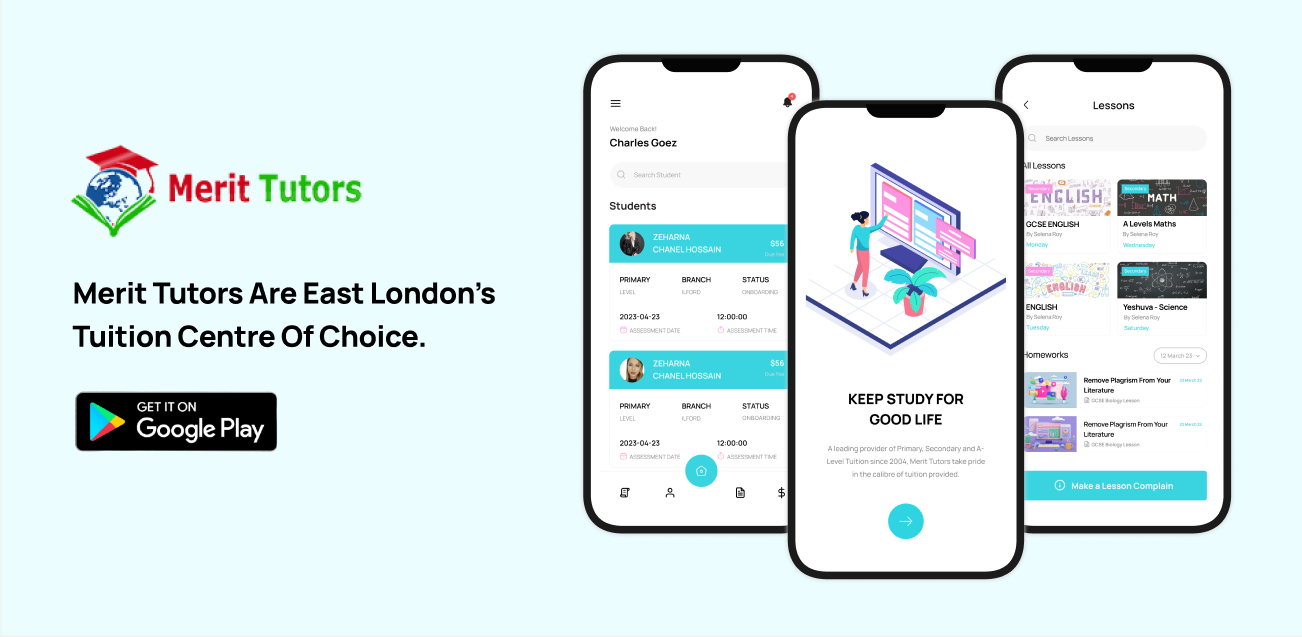 Merit Tutors
Merit Tutors Are East London's
Tuition Centre Of Choice.
GET IT ON
Google Play
Welcome Back!
Charles Goez
Search Student
Students
ZEHARNA
CHANEL HOSSAIN
$56
Due Fee
PRIMARY BRANCH STATUS
LEVEL ILFORD ONBOARDING
2023-04-23 12:00:00
ASSESSMENT DATE ASSESSMENT TIME
ZEHARNA
CHANEL HOSSAIN
$56
Due Fee
PRIMARY BRANCH STATUS
LEVEL ILFORD ONBOARDING
2023-04-23 12:00:00
ASSESSMENT DATE ASSESSMENT TIME
KEEP STUDY FOR
GOOD LIFE
A leading provider of Primary, Secondary and A-
Level Tuition since 2004, Merit Tutors take pride
in the calibre of tuition provided.
Lessons
Search Lessons
All Lessons
Secondary
ENGLISH
GCSE ENGLISH
By Selena Roy
Monday
Secondary
MATH
A Levels Maths
By Selena Roy
Wednesday
Secondary
ENGLISH
ENGLISH
By Selena Roy
Tuesday
Secondary
Yeshuva - Science
By Selena Roy
Saturday
Homeworks
12 March 23
Remove Plagrism From Your
Literature
23 March 23
GCSE Biology Lesson
Remove Plagrism From Your
Literature
23 March 23
GCSE Biology Lesson
Make a Lesson Complain